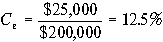 Cₑ = $25,000 / $200,000 = 12.5%